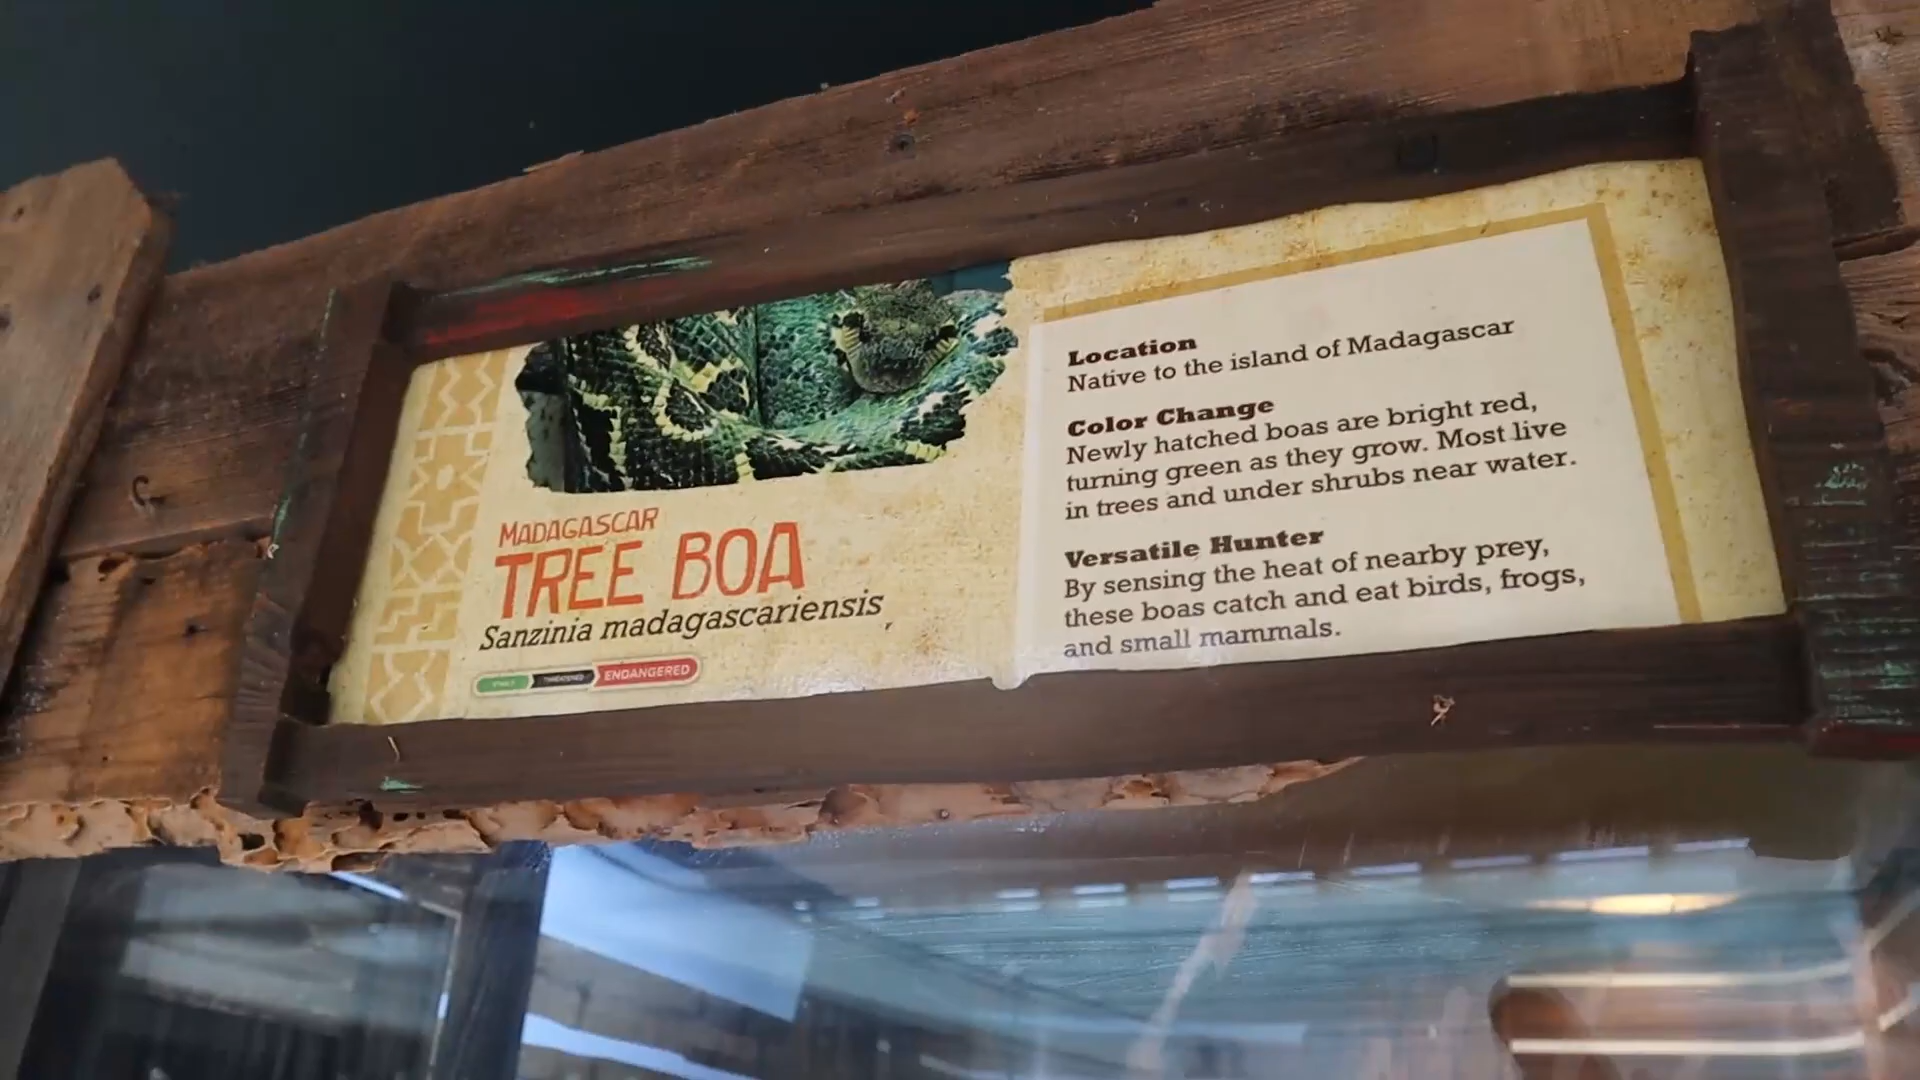 MADAGASCAR
TREE BOA
Sanzinia madagascariensis
STABLE THREATENED ENDANGERED
Location
Native to the island of Madagascar
Color Change
Newly hatched boas are bright red,
turning green as they grow. Most live
in trees and under shrubs near water.
Versatile Hunter
By sensing the heat of nearby prey,
these boas catch and eat birds, frogs,
and small mammals.